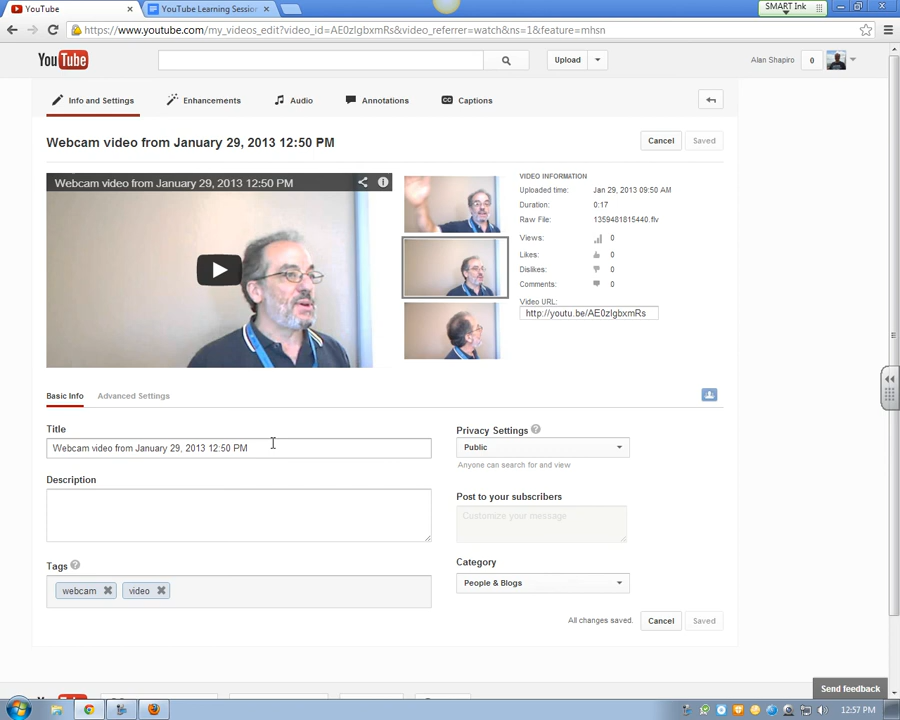 YouTube
YouTube Learning Session
SMART Ink
https://www.youtube.com/my_videos_edit?video_id=AE0zIgbxmRs&video_referrer=watch&ns=1&feature=mhsn
YouTube
Upload
Alan Shapiro
0
Info and Settings
Enhancements
Audio
Annotations
CC Captions
Webcam video from January 29, 2013 12:50 PM
Cancel
Saved
Webcam video from January 29, 2013 12:50 PM
VIDEO INFORMATION
Uploaded time: Jan 29, 2013 09:50 AM
Duration: 0:17
Raw File: 1359481815440.flv
Views: 0
Likes: 0
Dislikes: 0
Comments: 0
Video URL:
http://youtu.be/AE0zIgbxmRs
Basic Info
Advanced Settings
Title
Webcam video from January 29, 2013 12:50 PM
Description
Tags ?
webcam
video
Privacy Settings ?
Public
Anyone can search for and view
Post to your subscribers
Customize your message
Category
People & Blogs
All changes saved.
Cancel
Saved
Send feedback
12:57 PM